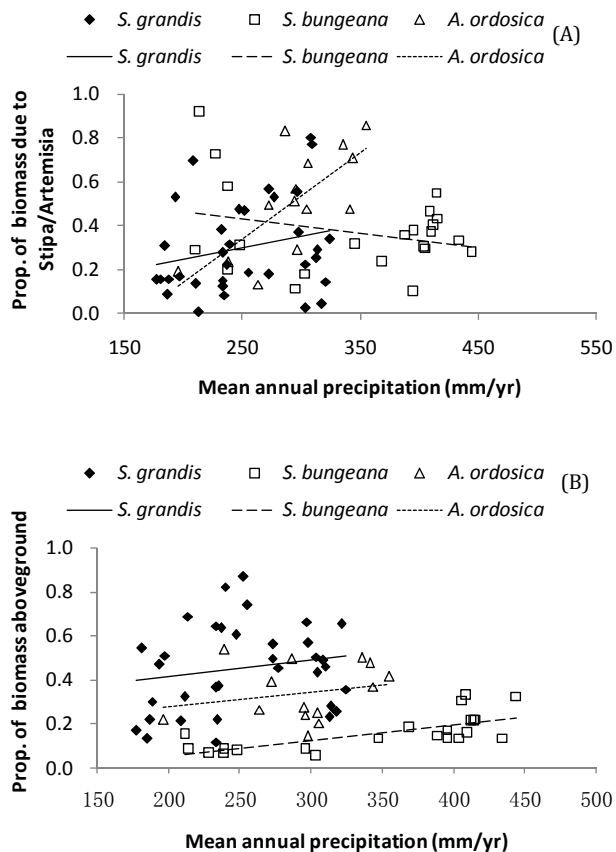 S. grandis S. bungeana A. ordosica (A)
S. grandis S. bungeana A. ordosica
Prop. of biomass due to
Stipa/Artemisia
1.0
0.8
0.6
0.4
0.2
0.0
150 250 350 450 550
Mean annual precipitation (mm/yr)
S. grandis S. bungeana A. ordosica (B)
S. grandis S. bungeana A. ordosica
Prop. of biomass aboveground
1.0
0.8
0.6
0.4
0.2
0.0
150 200 250 300 350 400 450 500
Mean annual precipitation (mm/yr)